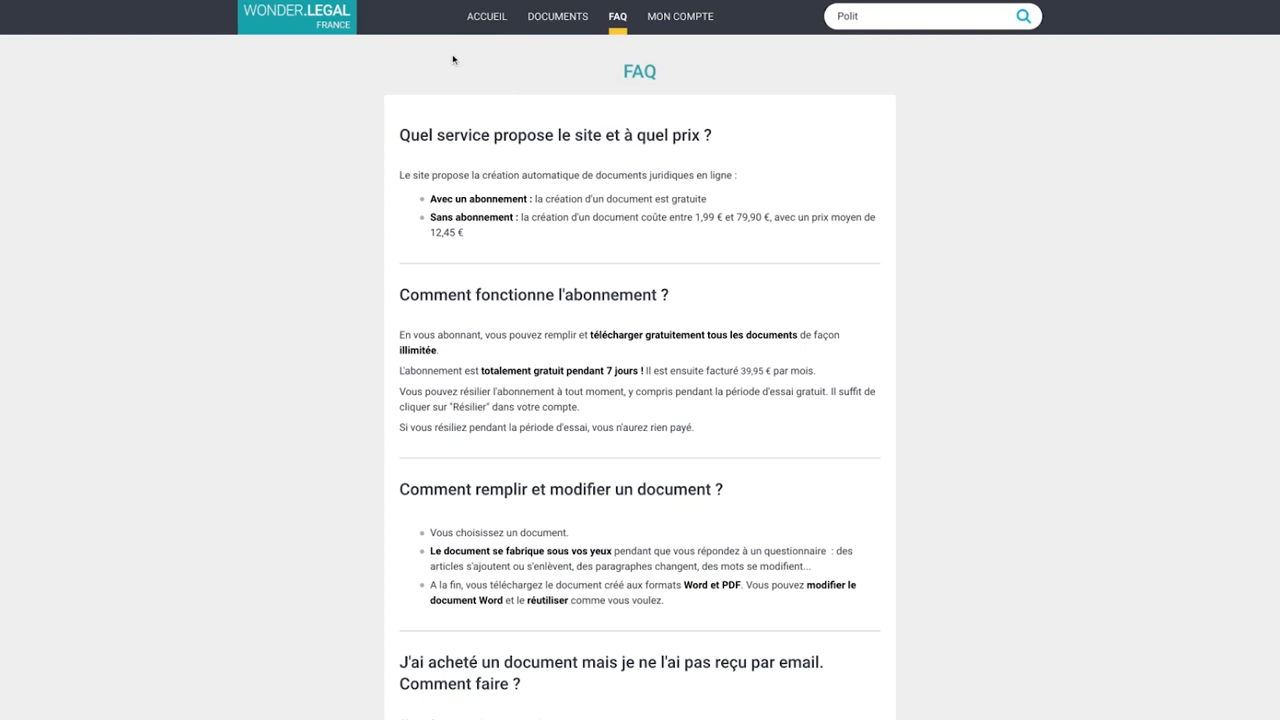 WONDER.LEGAL
FRANCE
ACCUEIL DOCUMENTS FAQ MON COMPTE
Polit
FAQ
Quel service propose le site et à quel prix ?
Le site propose la création automatique de documents juridiques en ligne :
Avec un abonnement : la création d'un document est gratuite
Sans abonnement : la création d'un document coûte entre 1,99 € et 79,90 €, avec un prix moyen de
12,45 €
Comment fonctionne l'abonnement ?
En vous abonnant, vous pouvez remplir et télécharger gratuitement tous les documents de façon
illimitée.
L'abonnement est totalement gratuit pendant 7 jours ! Il est ensuite facturé 39,95 € par mois.
Vous pouvez résilier l'abonnement à tout moment, y compris pendant la période d'essai gratuit. Il suffit de
cliquer sur "Résilier" dans votre compte.
Si vous résiliez pendant la période d'essai, vous n'aurez rien payé.
Comment remplir et modifier un document ?
Vous choisissez un document.
Le document se fabrique sous vos yeux pendant que vous répondez à un questionnaire : des
articles s'ajoutent ou s'enlèvent, des paragraphes changent, des mots se modifient...
A la fin, vous téléchargez le document créé aux formats Word et PDF. Vous pouvez modifier le
document Word et le réutiliser comme vous voulez.
J'ai acheté un document mais je ne l'ai pas reçu par email.
Comment faire ?